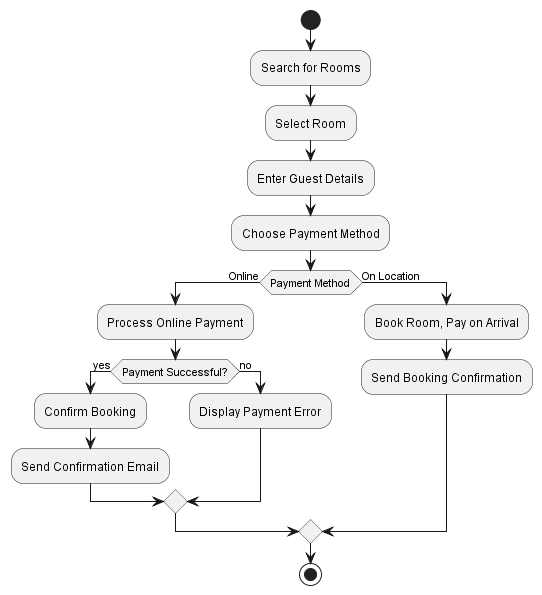 Search for Rooms
Select Room
Enter Guest Details
Choose Payment Method
Online
Payment Method
On Location
Process Online Payment
Book Room, Pay on Arrival
yes
Payment Successful?
no
Send Booking Confirmation
Confirm Booking
Display Payment Error
Send Confirmation Email